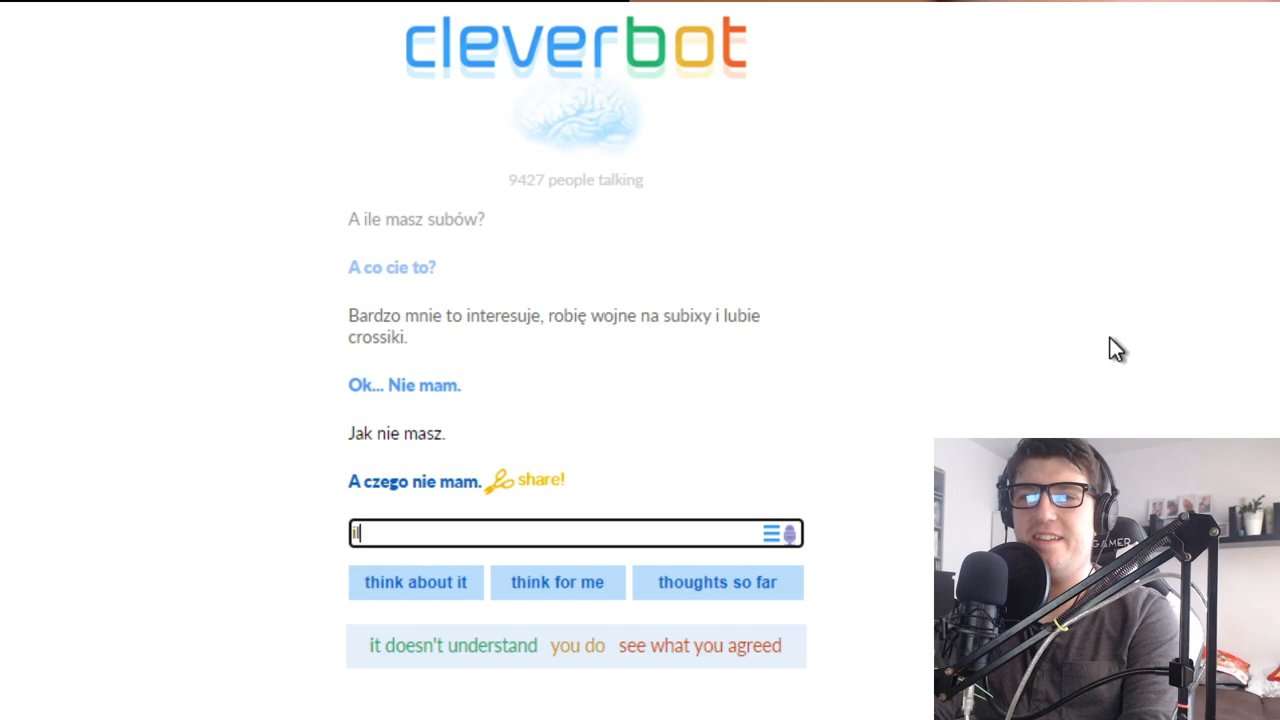 cleverbot
9427 people talking
A ile masz subów?
A co cie to?
Bardzo mnie to interesuje, robię wojne na subixy i lubie
crossiki.
Ok... Nie mam.
Jak nie masz.
A czego nie mam. share!
il
think about it think for me thoughts so far
it doesn't understand you do see what you agreed
GAMER